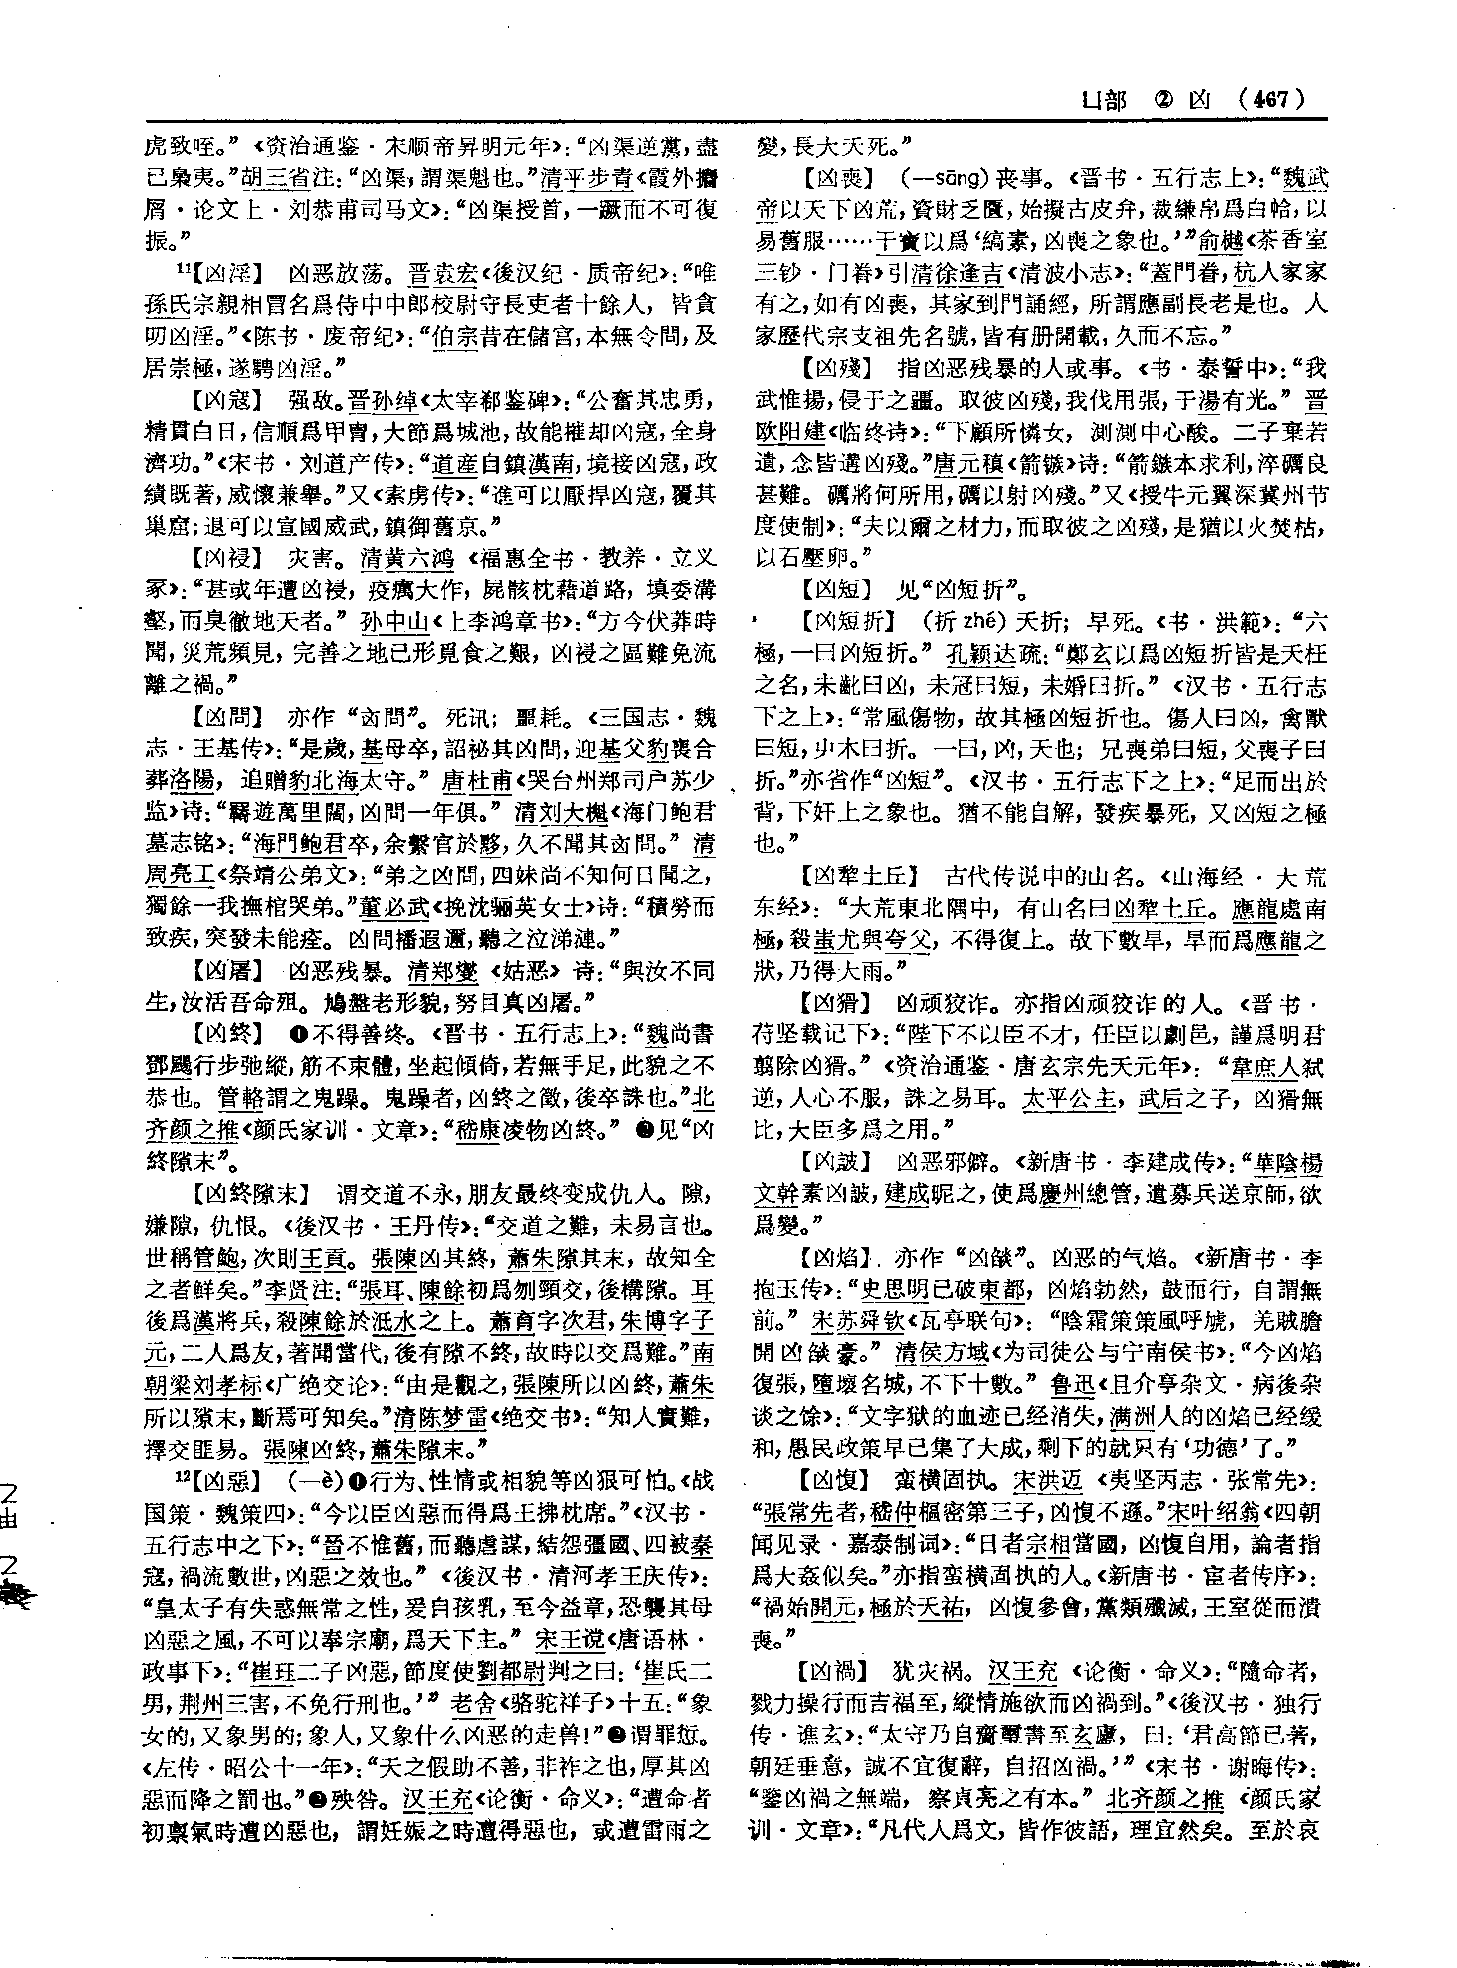 凵部　②　凶　（467）
虎致咥。”《资治通鉴·宋顺帝昇明元年》：“凶渠逆黨，盡
已梟夷。”胡三省注：“凶渠，謂渠魁也。”清平步青《霞外攟
屑·论文上·刘恭甫司马文》：“凶渠授首，一蹶而不可復
振。”
11【凶淫】　凶恶放荡。晋袁宏《後汉纪·质帝纪》：“唯
孫氏宗親相冒名爲侍中中郎校尉守長吏者十餘人，皆貪
叨凶淫。”《陈书·废帝纪》：“伯宗昔在儲宫，本無令問，及
居崇極，遂騁凶淫。”
【凶寇】　强敌。晋孙绰《太宰郗鉴碑》：“公奮其忠勇，
精貫白日，信順爲甲冑，大節爲城池，故能摧却凶寇，全身
濟功。”《宋书·刘道产传》：“道産自鎮漢南，境接凶寇，政
績既著，威懷兼舉。”又《索虏传》：“進可以厭捍凶寇，覆其
巢窟；退可以宣國威武，鎮御舊京。”
【凶祲】　灾害。清黄六鸿《福惠全书·教养·立义
冢》：“甚或年遭凶祲，疫癘大作，屍骸枕藉道路，填委溝
壑，而臭徹地天者。”孙中山《上李鸿章书》：“方今伏莽時
聞，災荒頻見，完善之地已形覓食之艱，凶祲之區難免流
離之禍。”
【凶問】　亦作“㐫問”。死讯；噩耗。《三国志·魏
志·王基传》：“是歲，基母卒，詔祕其凶問，迎基父豹喪合
葬洛陽，追赠豹北海太守。”唐杜甫《哭台州郑司户苏少
监》诗：“羇遊萬里闊，凶問一年俱。”清刘大櫆《海门鲍君
墓志铭》：“海門鲍君卒，余繫官於黟，久不聞其㐫問。”清
周亮工《祭靖公弟文》：“弟之凶問，四妹尚不知何日聞之，
獨餘一我撫棺哭弟。”董必武《挽沈骊英女士》诗：“積勞而
致疾，突發未能痊。凶問播遐邇，聽之泣涕漣。”
【凶屠】　凶恶残暴。清郑燮《姑恶》诗：“與汝不同
生，汝活吾命殂。鳩盤老形貌，努目真凶屠。”
【凶終】　❶不得善终。《晋书·五行志上》：“魏尚書
鄧颺行步弛縱，筋不束體，坐起傾倚，若無手足，此貌之不
恭也。管輅謂之鬼躁。鬼躁者，凶終之徵，後卒誅也。”北
齐颜之推《颜氏家训·文章》：“嵇康凌物凶終。”❷见“凶
終隙末”。
【凶終隙末】　谓交道不永，朋友最终变成仇人。隙，
嫌隙，仇恨。《後汉书·王丹传》：“交道之難，未易言也。
世稱管鮑，次則王貢。張陳凶其終，蕭朱隙其末，故知全
之者鲜矣。”李贤注：“張耳、陳餘初爲刎頸交，後構隙。耳
後爲漢將兵，殺陳餘於泜水之上。蕭育字次君，朱博字子
元，二人爲友，著聞當代，後有隙不終，故時以交爲難。”南
朝梁刘孝标《广绝交论》：“由是觀之，張陳所以凶終，蕭朱
所以隙末，斷焉可知矣。”清陈梦雷《绝交书》：“知人實難，
擇交匪易。張陳凶終，蕭朱隙末。”
12【凶惡】　（—è）❶行为、性情或相貌等凶狠可怕。《战
国策·魏策四》：“今以臣凶惡而得爲王拂枕席。”《汉书·
五行志中之下》：“晉不惟舊，而聽虐謀，結怨彊國、四被秦
寇，禍流數世，凶惡之效也。”《後汉书·清河孝王庆传》：
“皇太子有失惑無常之性，爰自孩乳，至今益章，恐襲其母
凶惡之風，不可以奉宗廟，爲天下主。”宋王谠《唐语林·
政事下》：“崔珏二子凶惡，節度使劉都尉判之曰：‘崔氏二
男，荆州三害，不免行刑也。’”老舍《骆驼祥子》十五：“象
女的，又象男的；象人，又象什么凶恶的走兽！”❷谓罪愆。
《左传·昭公十一年》：“天之假助不善，非祚之也，厚其凶
惡而降之罰也。”❸殃咎。汉王充《论衡·命义》：“遭命者
初禀氣時遭凶惡也，謂妊娠之時遭得惡也，或遭雷雨之
變，長大夭死。”
【凶喪】　（—sāng）丧事。《晋书·五行志上》：“魏武
帝以天下凶荒，資財乏匱，始擬古皮弁，裁縑帛爲白帢，以
易舊服……干寶以爲‘縞素，凶喪之象也。’”俞樾《茶香室
三钞·门眷》引清徐逢吉《清波小志》：“蓋門眷，杭人家家
有之，如有凶喪，其家到門誦經，所謂應副長老是也。人
家歷代宗支祖先名號，皆有册開載，久而不忘。”
【凶殘】　指凶恶残暴的人或事。《书·泰誓中》：“我
武惟揚，侵于之疆。取彼凶殘，我伐用張，于湯有光。”晋
欧阳建《临终诗》：“下顧所憐女，惻惻中心酸。二子棄若
遺，念皆遘凶殘。”唐元稹《箭镞》诗：“箭鏃本求利，淬礪良
甚難。礪將何所用，礪以射凶殘。”又《授牛元翼深冀州节
度使制》：“夫以爾之材力，而取彼之凶殘，是猶以火焚枯，
以石壓卵。”
【凶短】　见“凶短折”。
【凶短折】　（折 zhé）夭折；早死。《书·洪範》：“六
極，一曰凶短折。”孔颖达疏：“鄭玄以爲凶短折皆是夭枉
之名，未齔曰凶，未冠曰短，未婚曰折。”《汉书·五行志
下之上》：“常風傷物，故其極凶短折也。傷人曰凶，禽獸
曰短，屮木曰折。一曰，凶，夭也；兄喪弟曰短，父喪子曰
折。”亦省作“凶短”。《汉书·五行志下之上》：“足而出於
背，下奸上之象也。猶不能自解，發疾暴死，又凶短之極
也。”
【凶犂土丘】　古代传说中的山名。《山海经·大荒
东经》：“大荒東北隅中，有山名曰凶犂土丘。應龍處南
極，殺蚩尤與夸父，不得復上。故下數旱，旱而爲應龍之
狀，乃得大雨。”
【凶猾】　凶顽狡诈。亦指凶顽狡诈的人。《晋书·
苻坚载记下》：“陛下不以臣不才，任臣以劇邑，謹爲明君
翦除凶猾。”《资治通鉴·唐玄宗先天元年》：“韋庶人弑
逆，人心不服，誅之易耳。太平公主，武后之子，凶猾無
比，大臣多爲之用。”
【凶詖】　凶恶邪僻。《新唐书·李建成传》：“華陰楊
文幹素凶詖，建成昵之，使爲慶州總管，遣募兵送京師，欲
爲變。”
【凶焰】　亦作“凶燄”。凶恶的气焰。《新唐书·李
抱玉传》：“史思明已破東都，凶焰勃然，鼓而行，自謂無
前。”宋苏舜钦《瓦亭联句》：“陰霜策策風呼虓，羌賊膽
開凶燄豪。”清侯方域《为司徒公与宁南侯书》：“今凶焰
復張，墮壞名城，不下十數。”鲁迅《且介亭杂文·病後杂
谈之馀》：“文字狱的血迹已经消失，满洲人的凶焰已经缓
和，愚民政策早已集了大成，剩下的就只有‘功德’了。”
【凶愎】　蛮横固执。宋洪迈《夷坚丙志·张常先》：
“張常先者，嵇仲樞密第三子，凶愎不遜。”宋叶绍翁《四朝
闻见录·嘉泰制词》：“日者宗相當國，凶愎自用，論者指
爲大姦似矣。”亦指蛮横固执的人。《新唐书·宦者传序》：
“禍始開元，極於天祐，凶愎參會，黨類殲滅，王室從而潰
喪。”
【凶禍】　犹灾祸。汉王充《论衡·命义》：“隨命者，
戮力操行而吉福至，縱情施欲而凶禍到。”《後汉书·独行
传·谯玄》：“太守乃自齎璽書至玄廬，曰：‘君高節已著，
朝廷垂意，誠不宜復辭，自招凶禍。’”《宋书·谢晦传》：
“鑒凶禍之無端，察貞亮之有本。”北齐颜之推《颜氏家
训·文章》：“凡代人爲文，皆作彼語，理宜然矣。至於哀